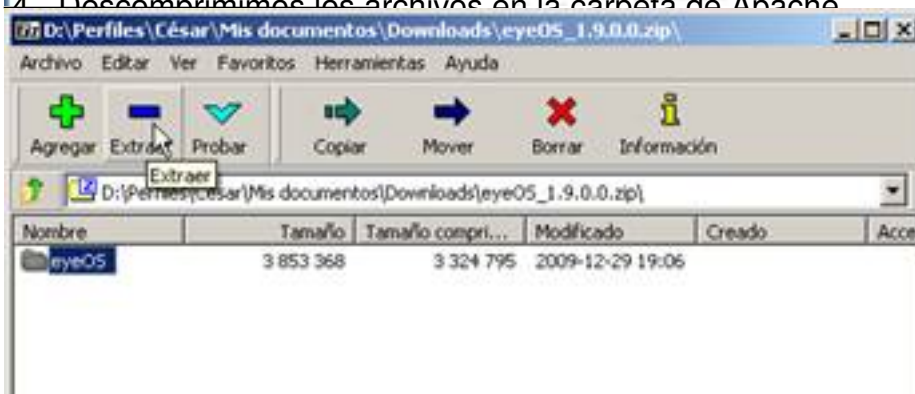 4.- Descomprimimos los archivos en la carpeta de Apache
D:\Perfiles\César\Mis documentos\Downloads\eyeOS_1.9.0.0.zip\
Archivo Editar Ver Favoritos Herramientas Ayuda
Agregar Extraer Probar Copiar Mover Borrar Información
Extraer
D:\Perfiles\César\Mis documentos\Downloads\eyeOS_1.9.0.0.zip\
Nombre Tamaño Tamaño compri... Modificado Creado Acce
eyeOS 3 853 368 3 324 795 2009-12-29 19:06